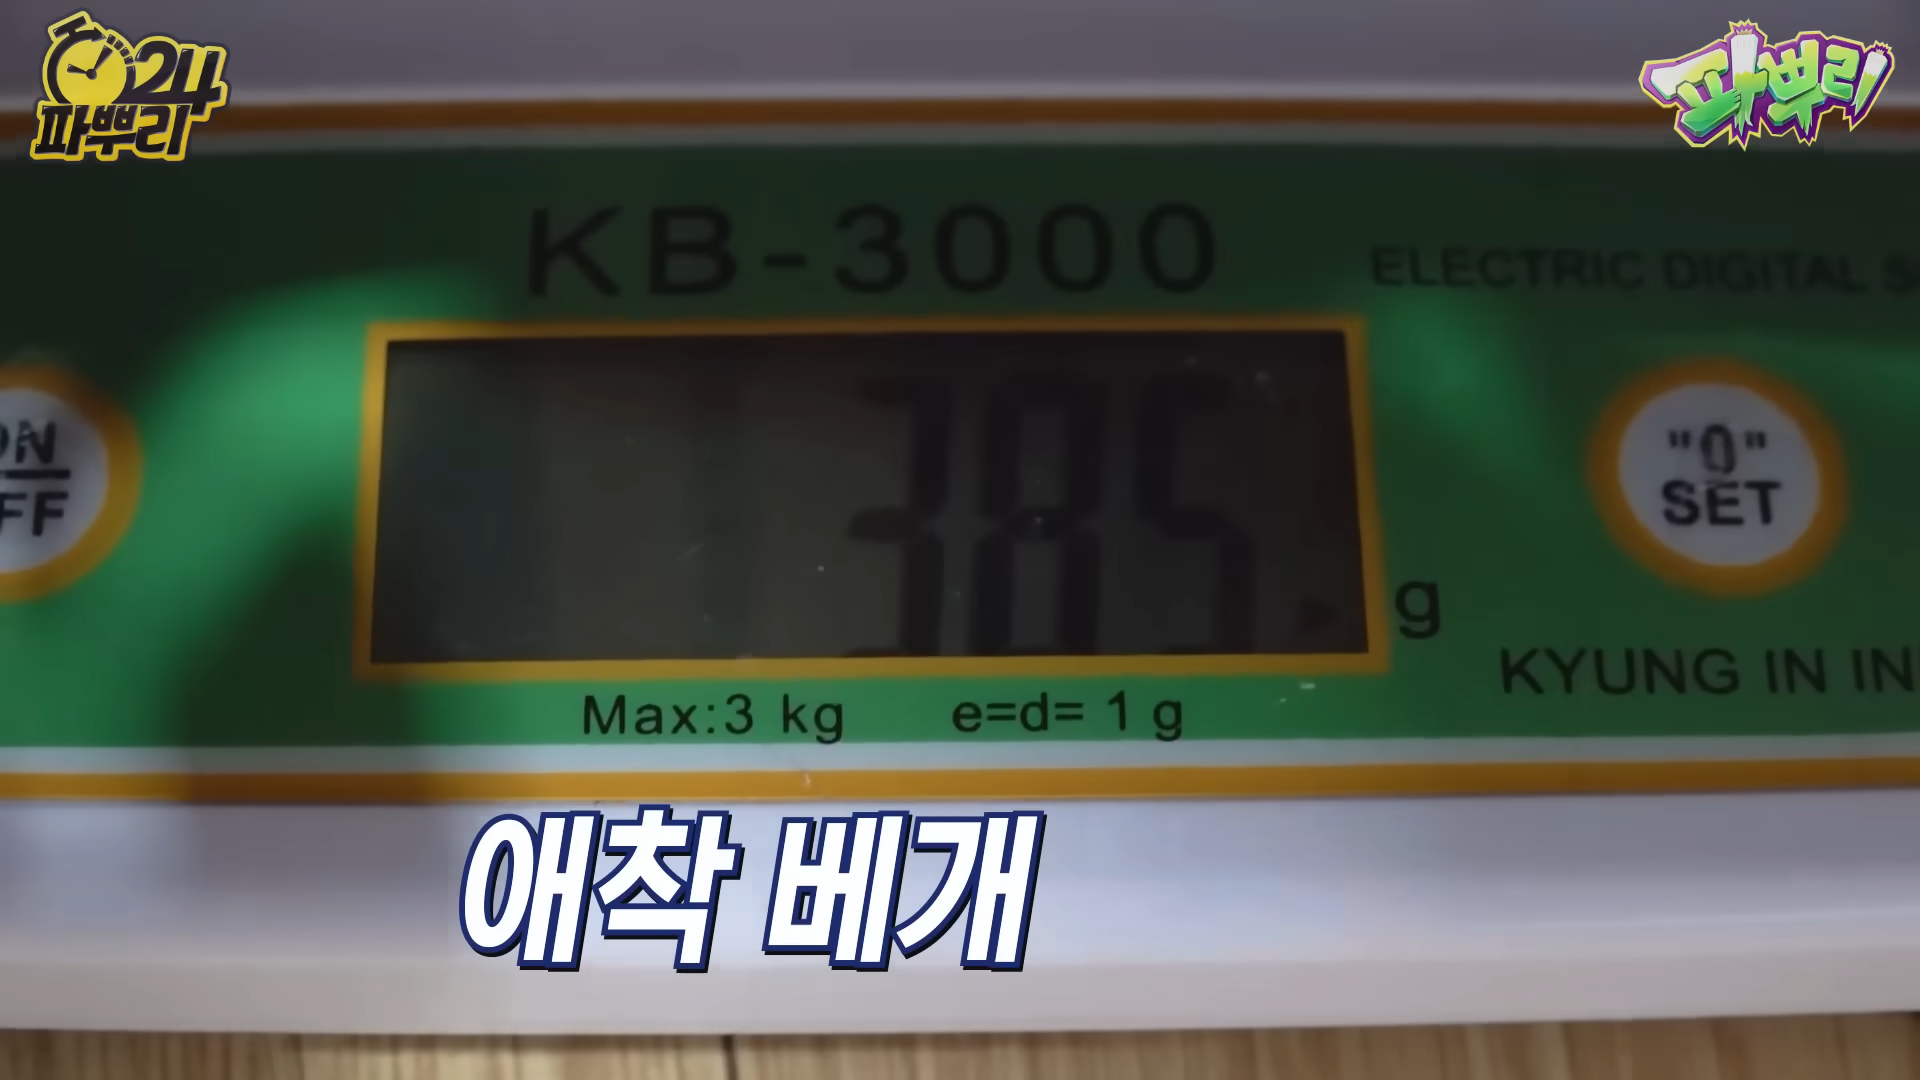 24
파뿌리
파뿌리
KB-3000
ELECTRIC DIGITAL S
ON
OFF
385
g
"0"
SET
KYUNG IN IN
Max:3 kg e=d= 1 g
애착 베개